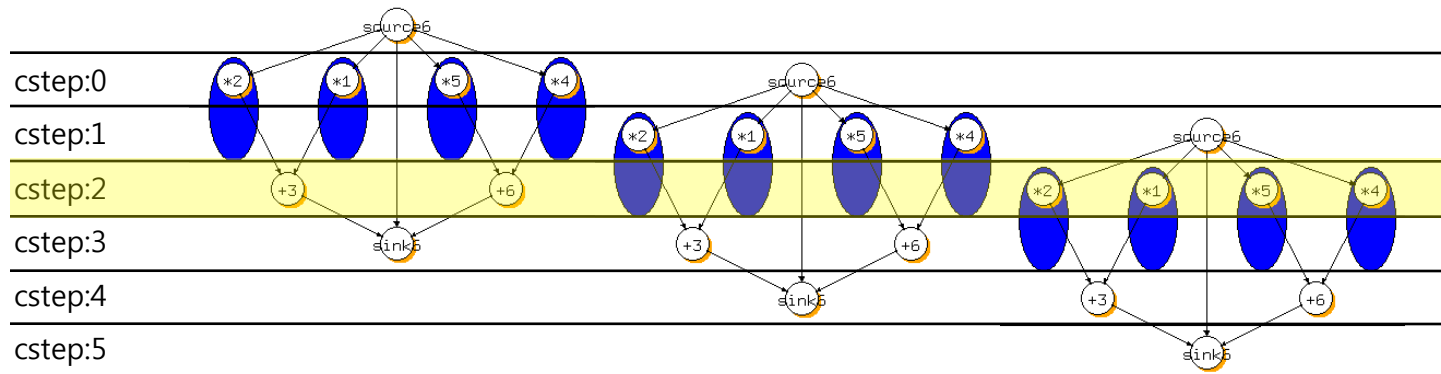 source6
cstep:0 *2 *1 *5 *4 source6
cstep:1 *2 *1 *5 *4 source6
cstep:2 +3 +6 *2 *1 *5 *4
cstep:3 sink6 +3 +6
cstep:4 sink6 +3 +6
cstep:5 sink6